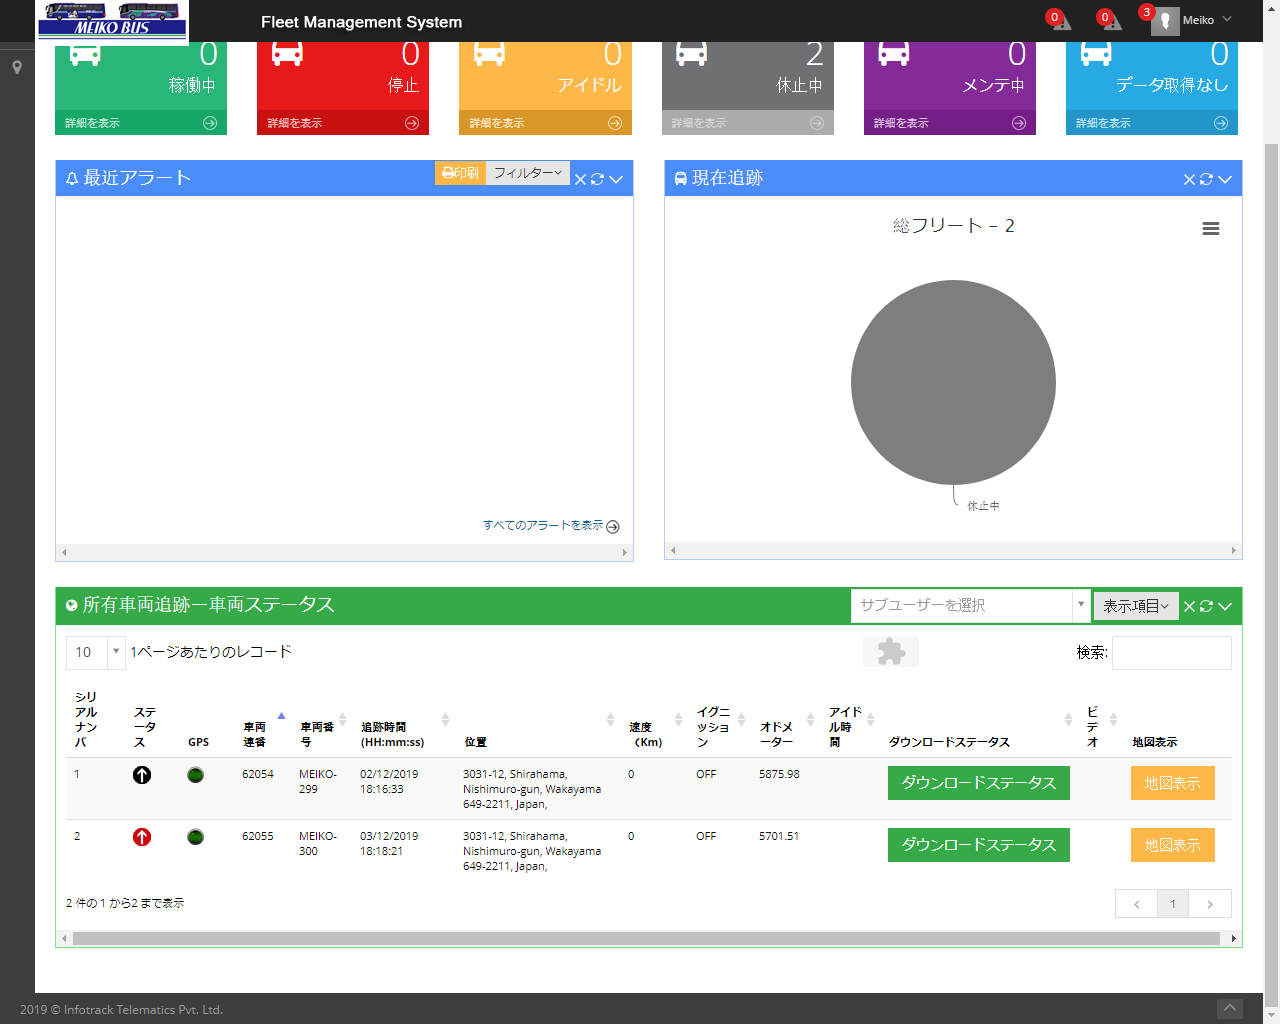 MEIKO BUS
Fleet Management System
0
0
3
Meiko
0
稼働中
詳細を表示
0
停止
詳細を表示
0
アイドル
詳細を表示
2
休止中
詳細を表示
0
メンテ中
詳細を表示
0
データ取得なし
詳細を表示
最近アラート
印刷
フィルター
すべてのアラートを表示
現在追跡
総フリート – 2
休止中
所有車両追跡ー車両ステータス
サブユーザーを選択
表示項目
10
1ページあたりのレコード
検索:
シリアルナンバ ステータス GPS 車両連番 車両番号 追跡時間 (HH:mm:ss) 位置 速度 (Km) イグニッション オドメーター アイドル時間 ダウンロードステータス ビデオ 地図表示
1 62054 MEIKO-299 02/12/2019 18:16:33 3031-12, Shirahama, Nishimuro-gun, Wakayama 649-2211, Japan, 0 OFF 5875.98 ダウンロードステータス 地図表示
2 62055 MEIKO-300 03/12/2019 18:18:21 3031-12, Shirahama, Nishimuro-gun, Wakayama 649-2211, Japan, 0 OFF 5701.51 ダウンロードステータス 地図表示
2 件の 1 から2 まで表示
1
2019 © Infotrack Telematics Pvt. Ltd.